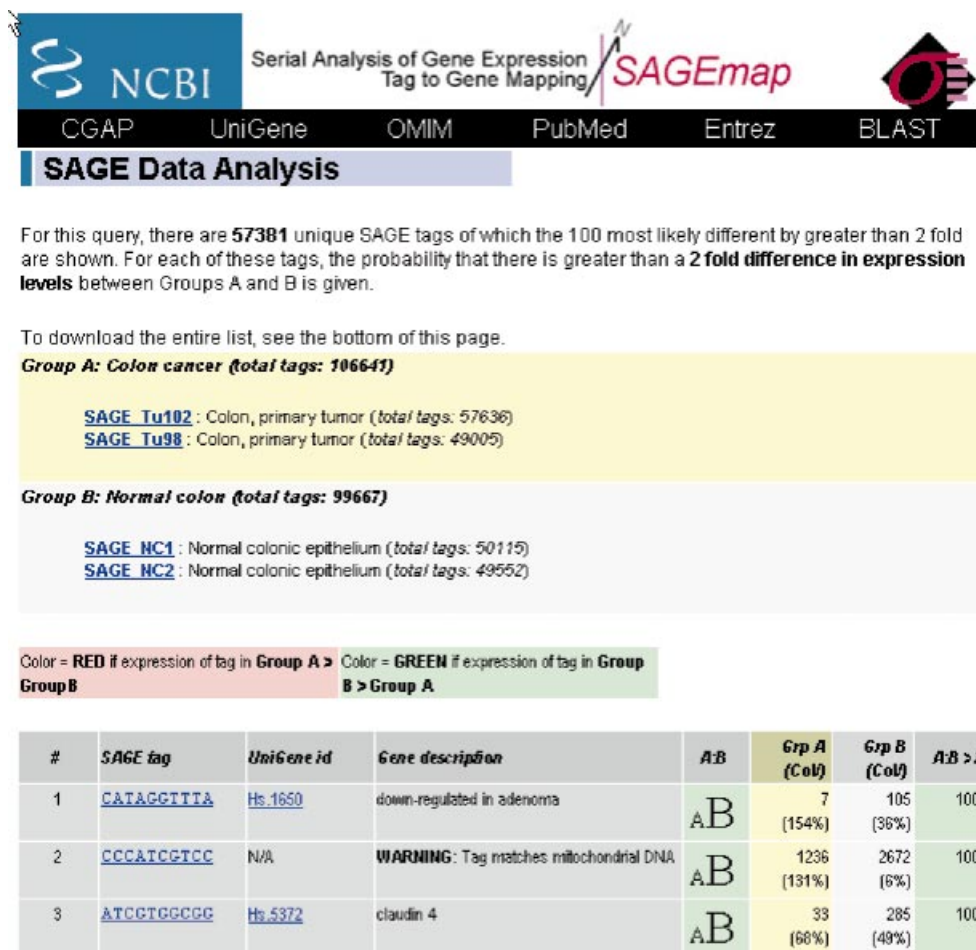 NCBI
Serial Analysis of Gene Expression
Tag to Gene Mapping
N
SAGEmap
CGAP UniGene OMIM PubMed Entrez BLAST
SAGE Data Analysis
For this query, there are 57381 unique SAGE tags of which the 100 most likely different by greater than 2 fold
are shown. For each of these tags, the probability that there is greater than a 2 fold difference in expression
levels between Groups A and B is given.
To download the entire list, see the bottom of this page.
Group A: Colon cancer (total tags: 106641)
SAGE_Tu102 : Colon, primary tumor (total tags: 57636)
SAGE_Tu98 : Colon, primary tumor (total tags: 49005)
Group B: Normal colon (total tags: 99667)
SAGE_NC1 : Normal colonic epithelium (total tags: 50115)
SAGE_NC2 : Normal colonic epithelium (total tags: 49552)
Color = RED if expression of tag in Group A >
Group B
Color = GREEN if expression of tag in Group
B > Group A
# SAGE tag UniGene id Gene description A:B Grp A (CoV) Grp B (CoV) A:B >
1 CATAGGTTTA Hs.1650 down-regulated in adenoma AB 7 (154%) 105 (36%) 100
2 CCCATCGTCC N/A WARNING: Tag matches mitochondrial DNA AB 1236 (131%) 2672 (6%) 100
3 ATCGTGGCGG Hs.5372 claudin 4 AB 33 (68%) 285 (49%) 100